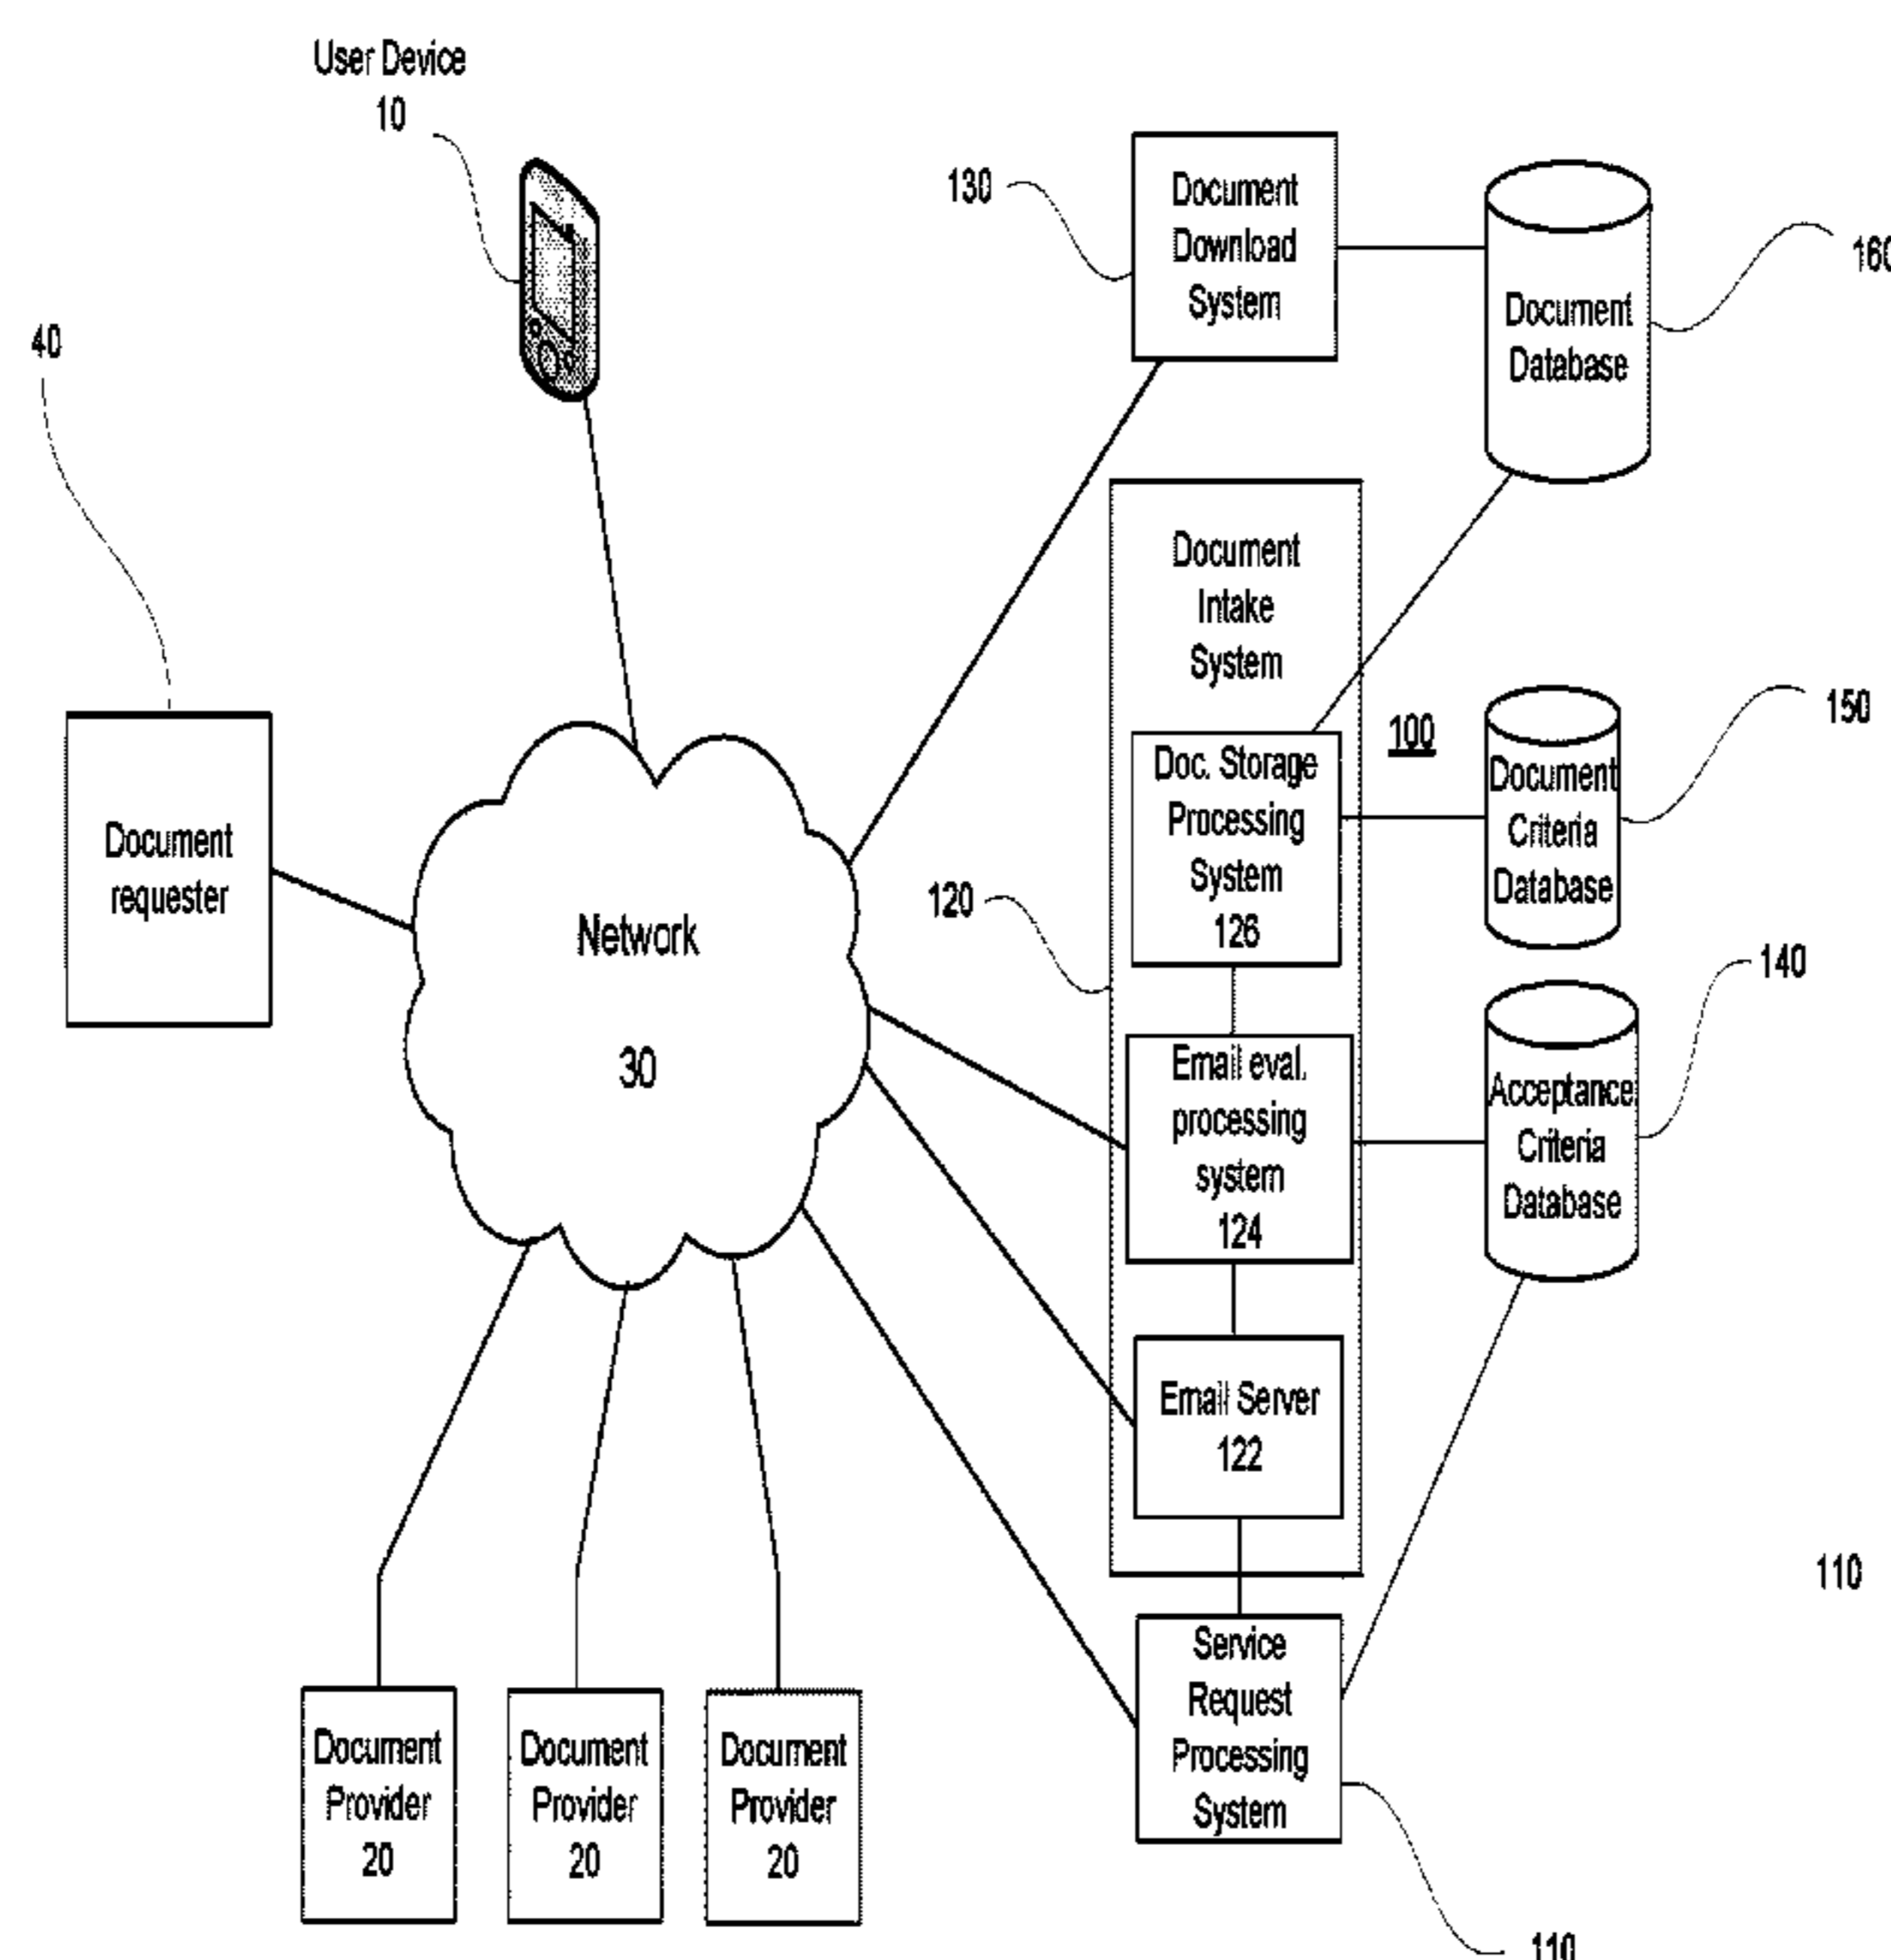 User Device
10
130
Document
Download
System
160
Document
Database
40
Document
Intake
System
Document
requester
100
150
Doc. Storage
Processing
System
126
Document
Criteria
Database
120
Network
30
140
Email eval.
processing
system
124
Acceptance
Criteria
Database
Email Server
122
110
Service
Request
Processing
System
Document
Provider
20
Document
Provider
20
Document
Provider
20
110